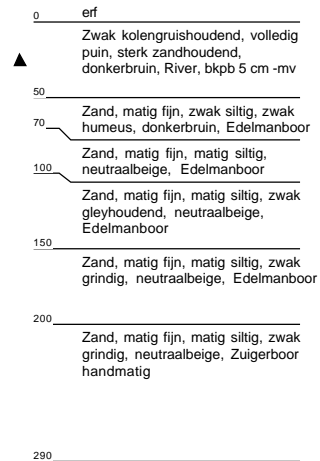 0 erf
Zwak kolengruishoudend, volledig
puin, sterk zandhoudend,
donkerbruin, River, bkpb 5 cm -mv
50
Zand, matig fijn, zwak siltig, zwak
humeus, donkerbruin, Edelmanboor
70
Zand, matig fijn, matig siltig,
neutraalbeige, Edelmanboor
100
Zand, matig fijn, matig siltig, zwak
gleyhoudend, neutraalbeige,
Edelmanboor
150
Zand, matig fijn, matig siltig, zwak
grindig, neutraalbeige, Edelmanboor
200
Zand, matig fijn, matig siltig, zwak
grindig, neutraalbeige, Zuigerboor
handmatig
290